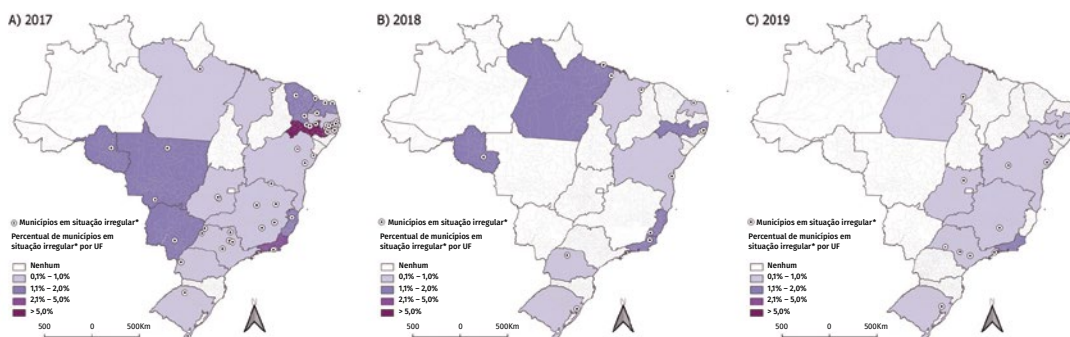 A) 2017
Municípios em situação irregular*
Percentual de municípios em
situação irregular* por UF
Nenhum
0,1% – 1,0%
1,1% – 2,0%
2,1% – 5,0%
> 5,0%
N
500 0 500Km
B) 2018
Municípios em situação irregular*
Percentual de municípios em
situação irregular* por UF
Nenhum
0,1% – 1,0%
1,1% – 2,0%
2,1% – 5,0%
> 5,0%
N
500 0 500Km
C) 2019
Municípios em situação irregular*
Percentual de municípios em
situação irregular* por UF
Nenhum
0,1% – 1,0%
1,1% – 2,0%
2,1% – 5,0%
> 5,0%
N
500 0 500Km